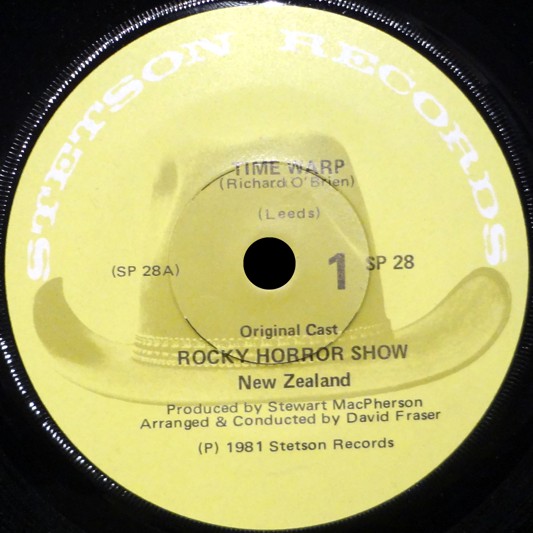 STETSON RECORDS
TIME WARP
(Richard O'Brien)
(Leeds)
(SP 28A)
1
SP 28
Original Cast
ROCKY HORROR SHOW
New Zealand
Produced by Stewart MacPherson
Arranged & Conducted by David Fraser
(P) 1981 Stetson Records